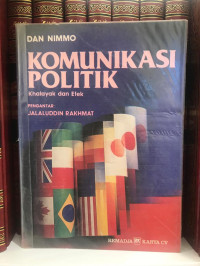 DAN NIMMO
KOMUNIKASI
POLITIK
Khalayak dan Efek
PENGANTAR
JALALUDDIN RAKHMAT
REMADJA KARYA CV